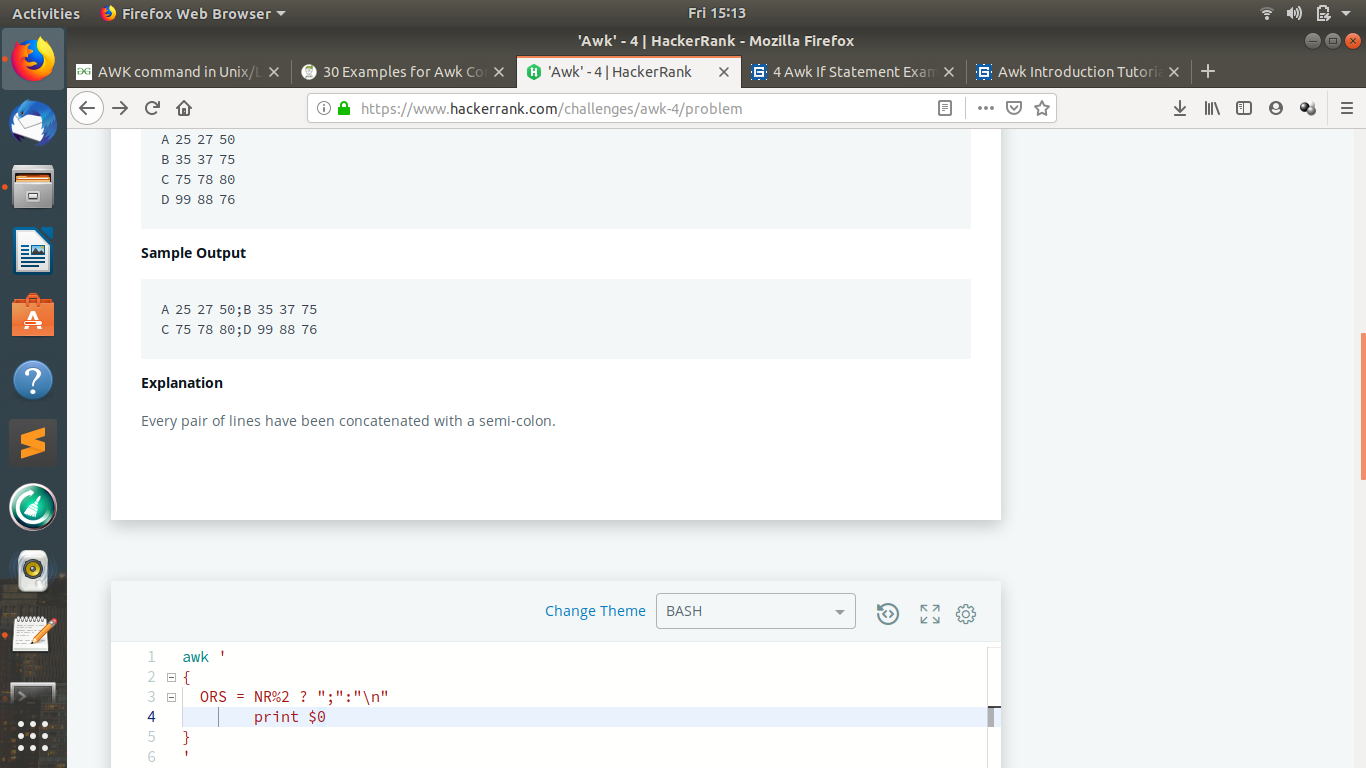 Activities Firefox Web Browser Fri 15:13
'Awk' - 4 | HackerRank - Mozilla Firefox
AWK command in Unix/L 30 Examples for Awk Co 'Awk' - 4 | HackerRank 4 Awk If Statement Exam Awk Introduction Tutoria
https://www.hackerrank.com/challenges/awk-4/problem
A 25 27 50
B 35 37 75
C 75 78 80
D 99 88 76
Sample Output
A 25 27 50;B 35 37 75
C 75 78 80;D 99 88 76
Explanation
Every pair of lines have been concatenated with a semi-colon.
Change Theme BASH
1 awk '
2 {
3 ORS = NR%2 ? ";":"\n"
4 print $0
5 }
6 '